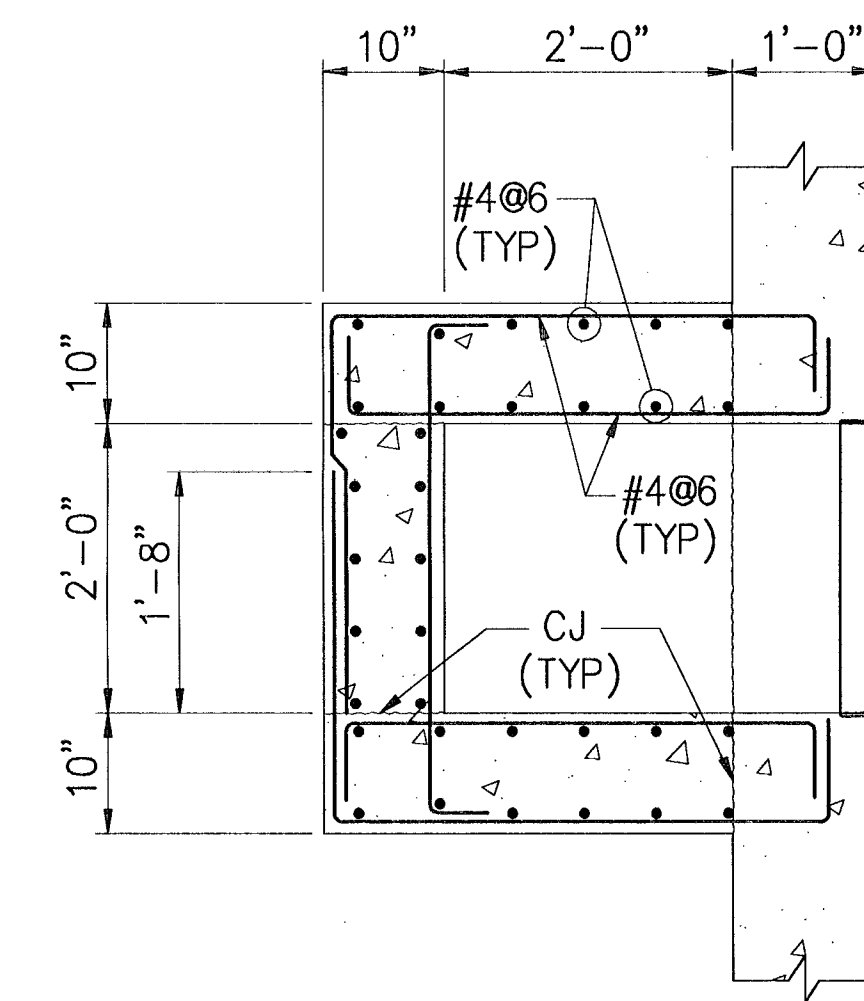 10” 2’-0” 1’-0”
#4@6
(TYP)
10”
#4@6
(TYP)
2’-0”
1’-8”
CJ
(TYP)
10”